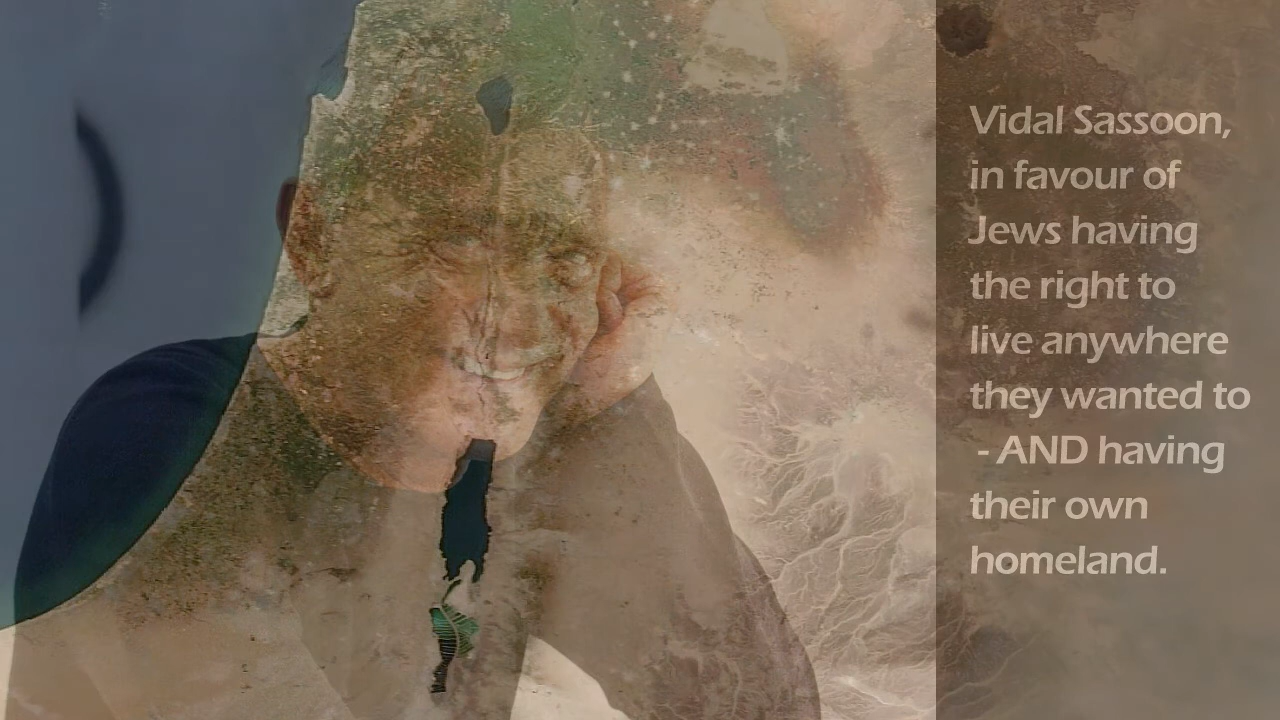 Vidal Sassoon,
in favour of
Jews having
the right to
live anywhere
they wanted to
- AND having
their own
homeland.